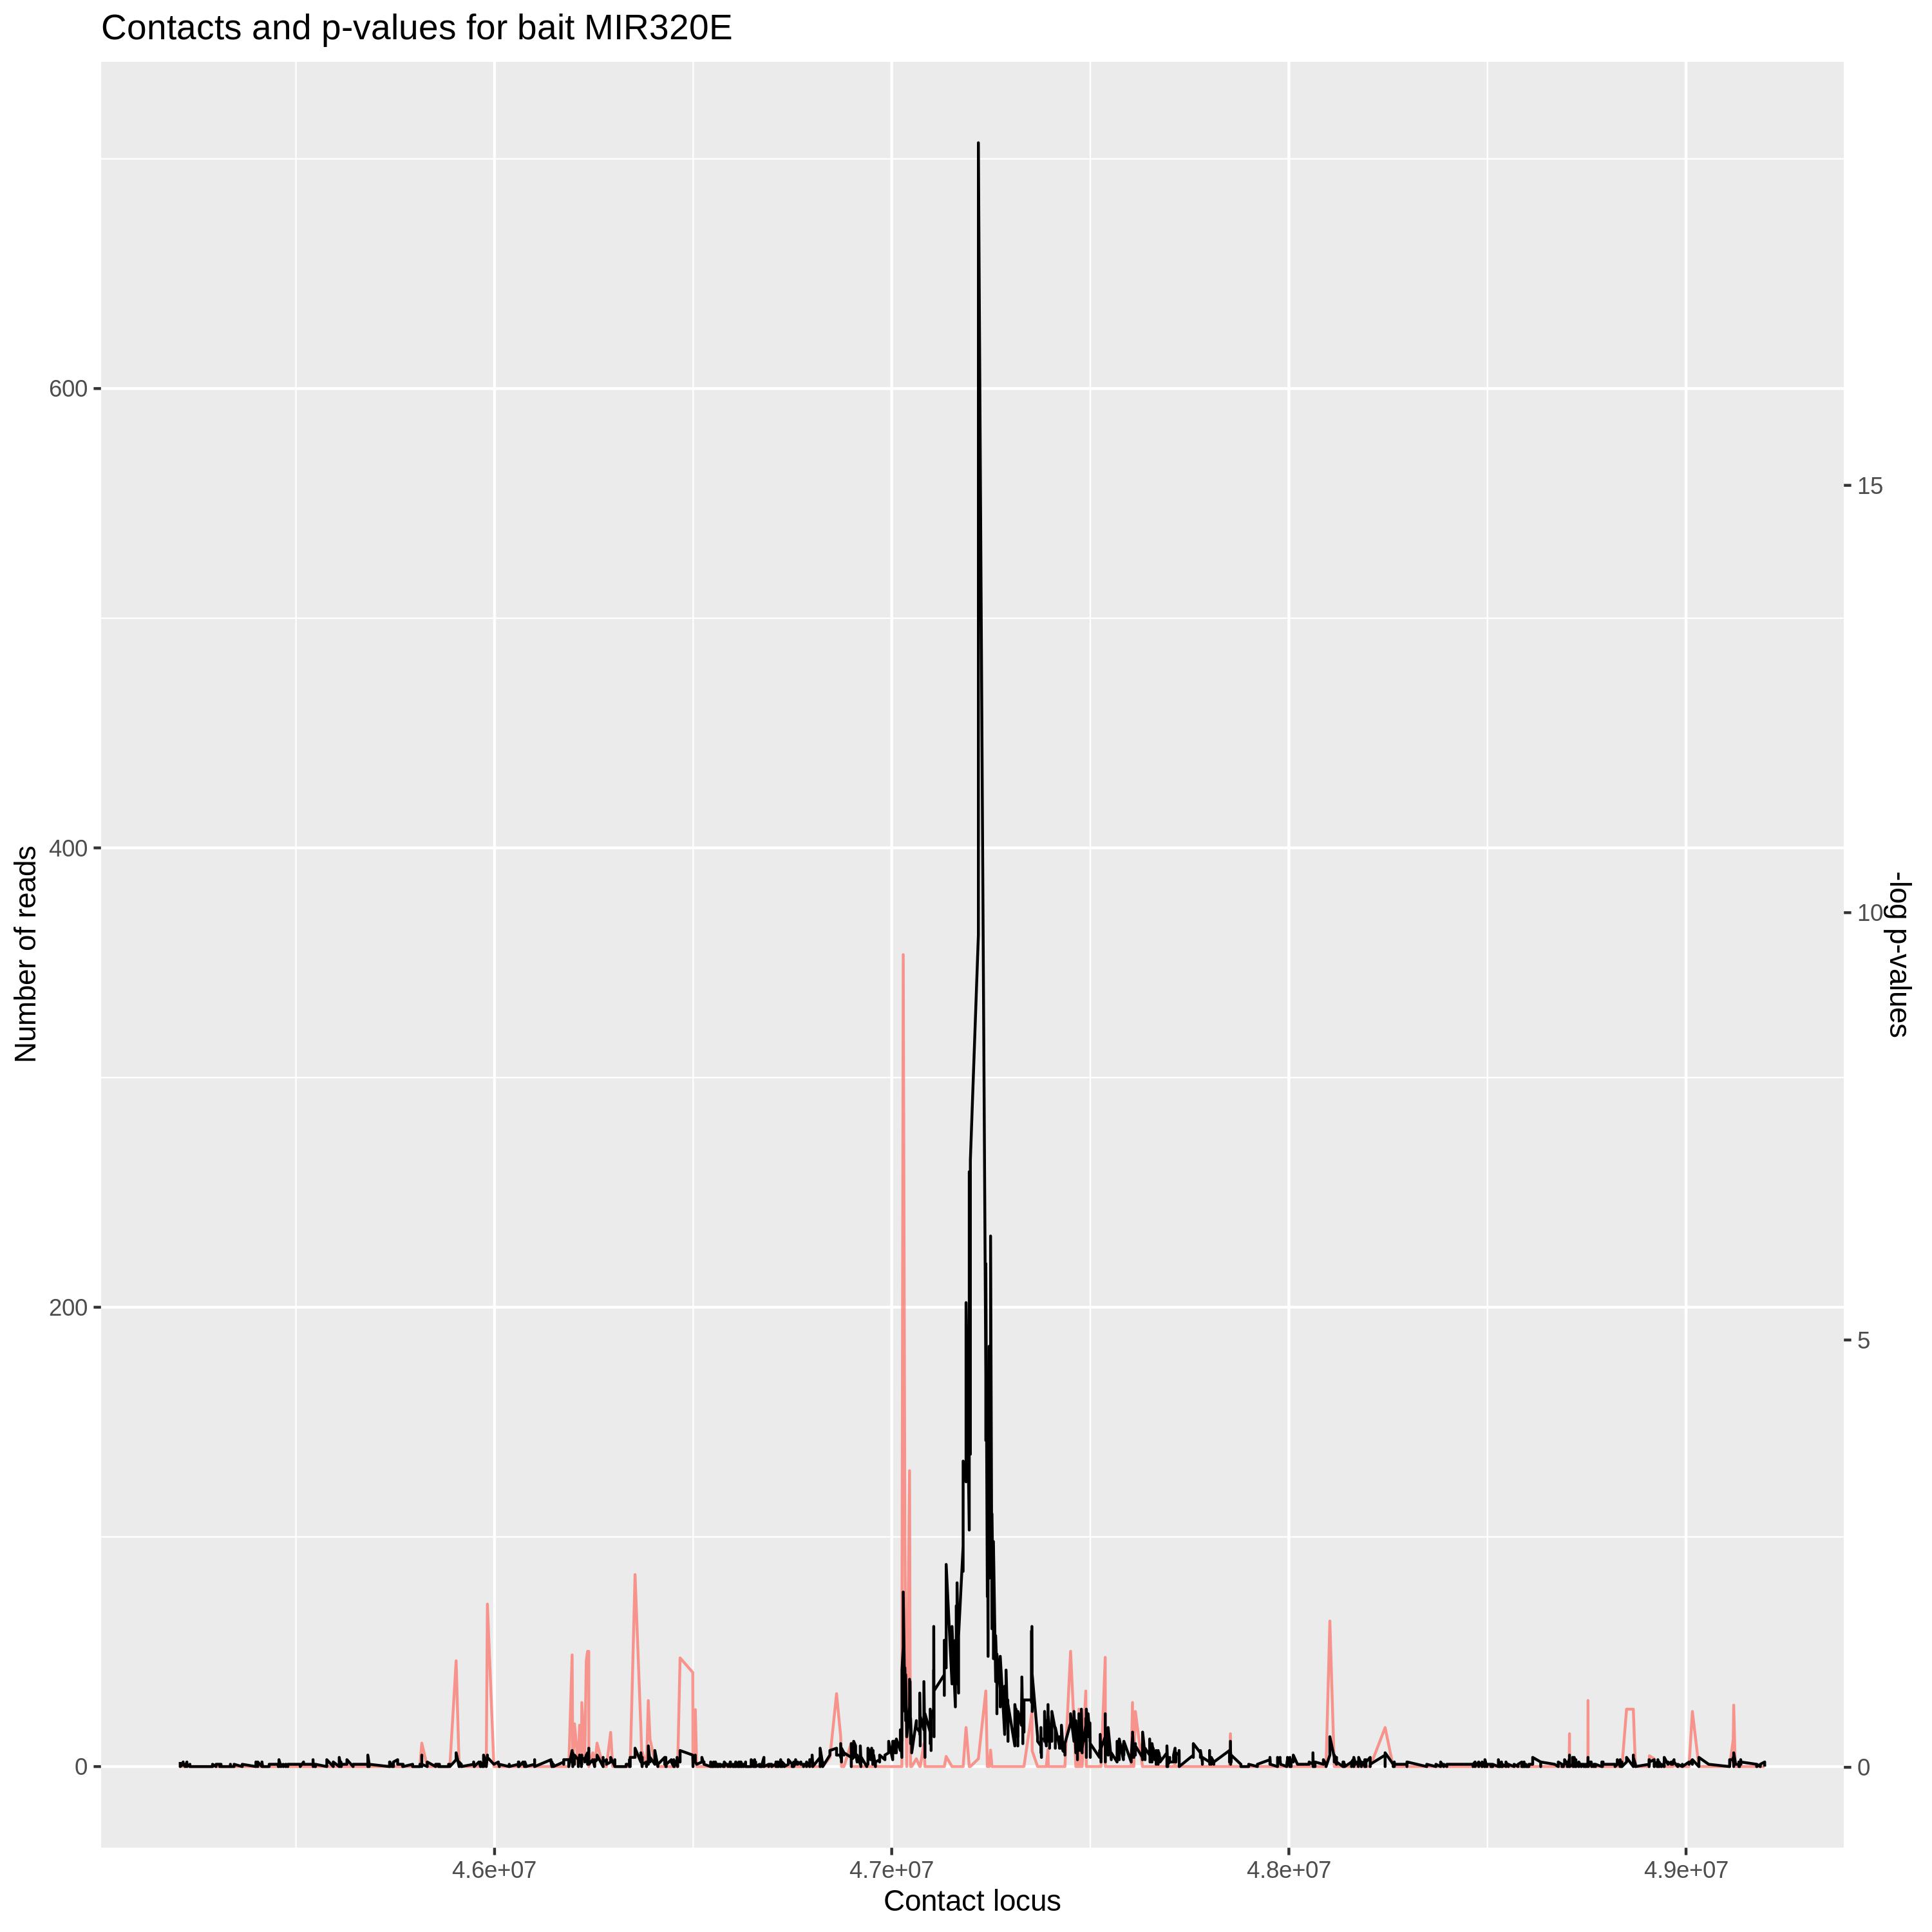 Contacts and p-values for bait MIR320E
600
400
200
0
Number of reads
15
10
5
0
-log p-values
4.6e+07
4.7e+07
4.8e+07
4.9e+07
Contact locus